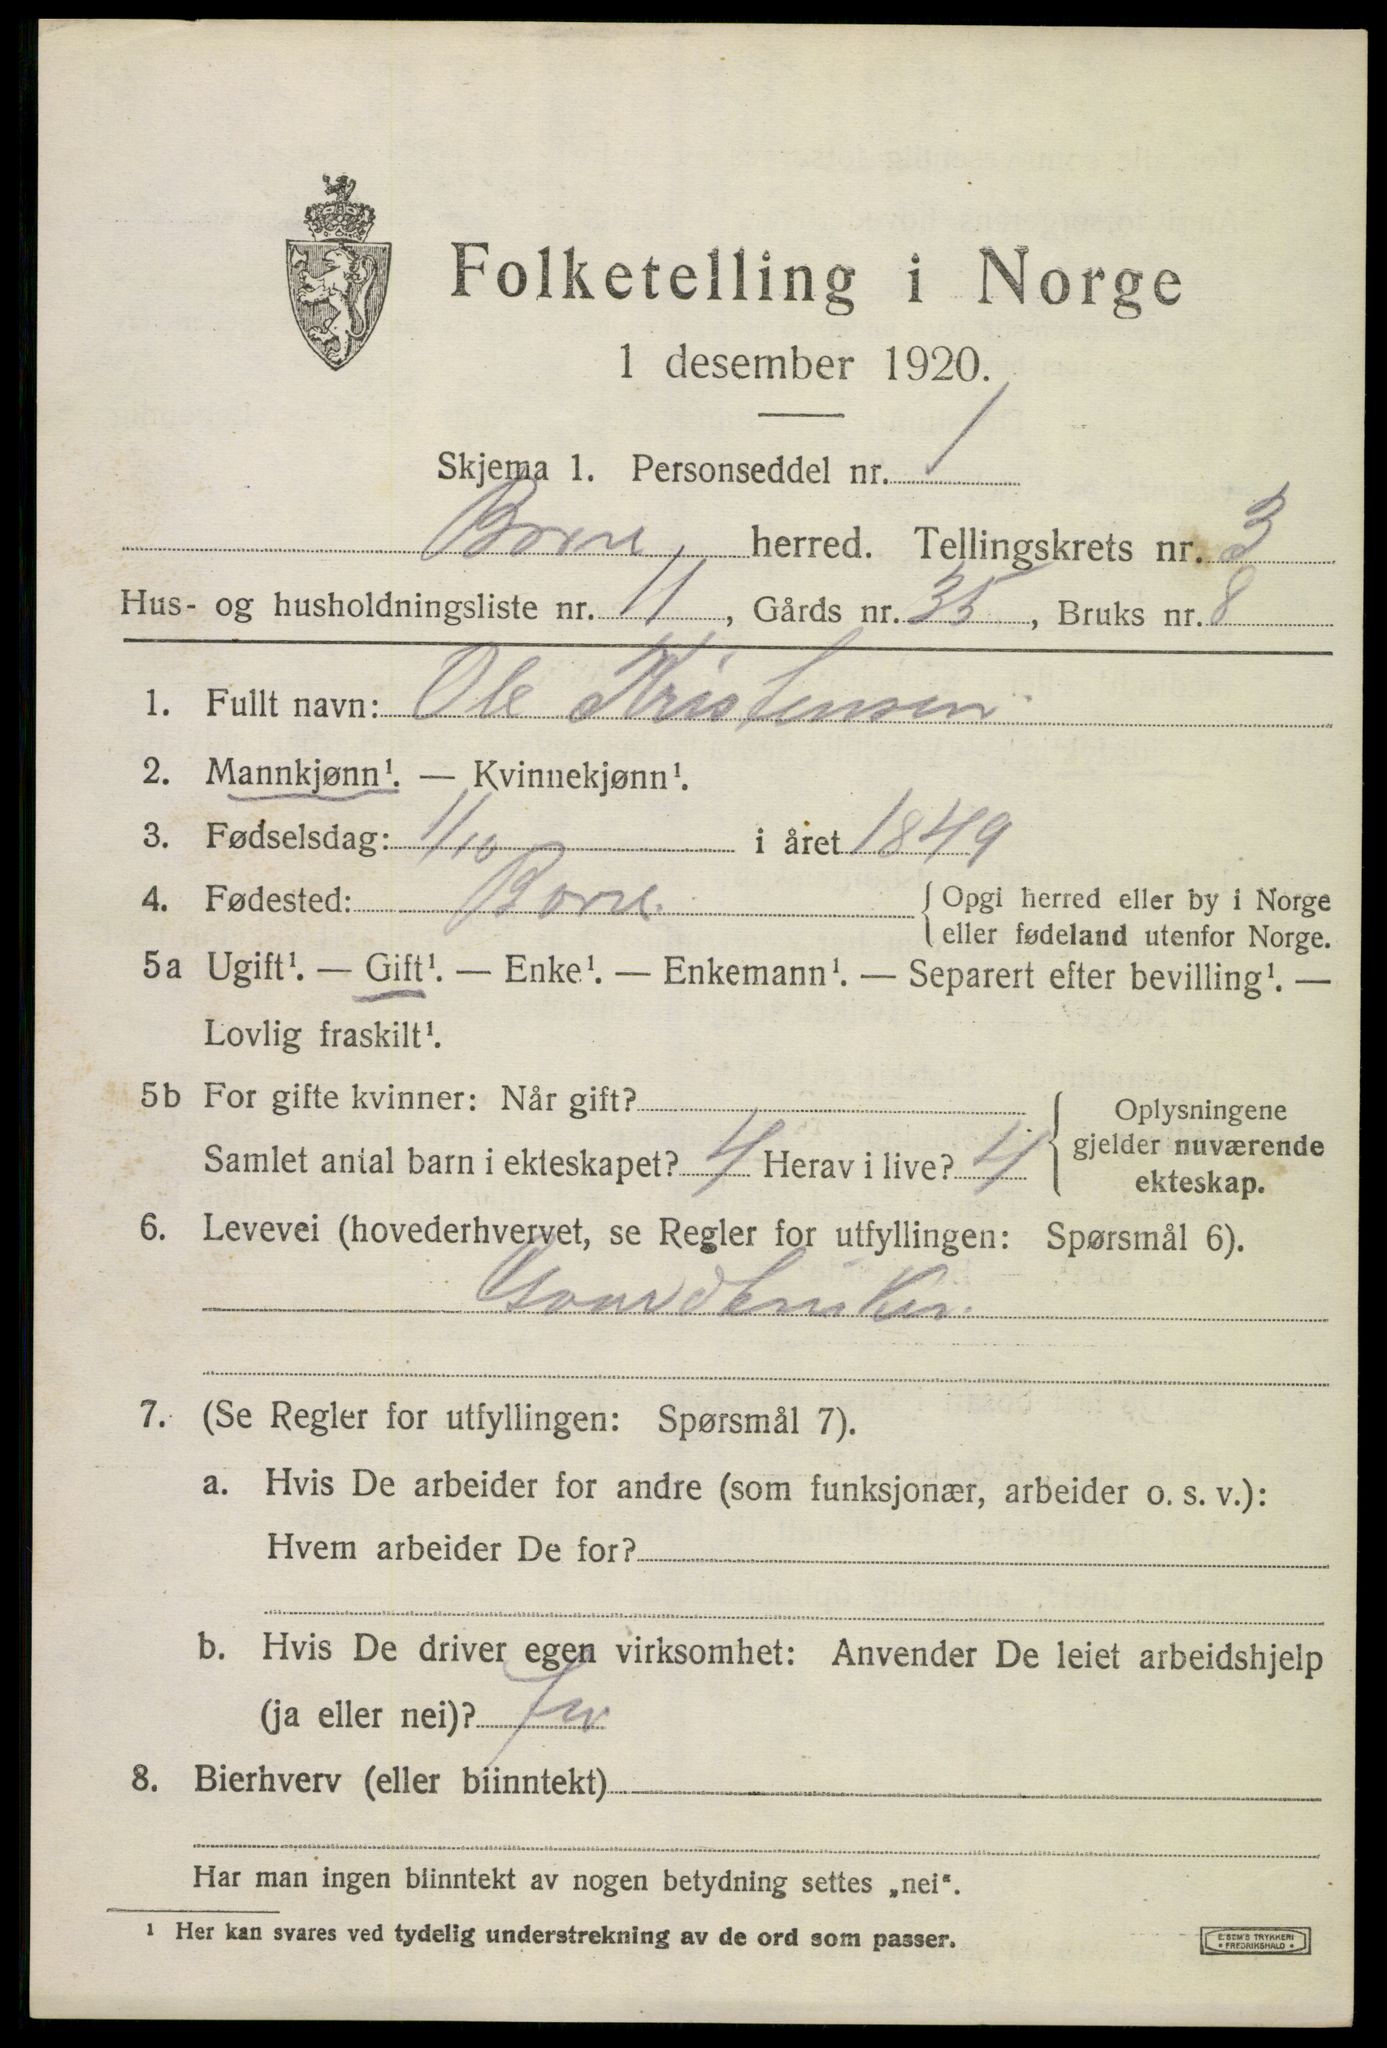 Folketelling i Norge
1 desember 1920.
Skjema 1. Personseddel nr. 1
Borre herred. Tellingskrets nr. 3
Hus- og husholdningsliste nr. 11, Gårds nr. 35, Bruks nr. 8
1. Fullt navn: Ole Kristensen
2. Mannkjønn¹. — Kvinnekjønn¹.
3. Fødselsdag: 1/10 i året 1849
4. Fødested: Borre. { Opgi herred eller by i Norge
eller fødeland utenfor Norge.
5a Ugift¹. — Gift¹. — Enke¹. — Enkemann¹. — Separert efter bevilling¹. —
Lovlig fraskilt¹.
5b For gifte kvinner: Når gift?
Samlet antal barn i ekteskapet? 4 Herav i live? 4
{ Oplysningene
gjelder nuværende
ekteskap.
6. Levevei (hovederhvervet, se Regler for utfyllingen: Spørsmål 6).
Gaardbruker.
7. (Se Regler for utfyllingen: Spørsmål 7).
a. Hvis De arbeider for andre (som funksjonær, arbeider o. s. v.):
Hvem arbeider De for?
b. Hvis De driver egen virksomhet: Anvender De leiet arbeidshjelp
(ja eller nei)? Ja
8. Bierhverv (eller biinntekt)
Har man ingen biinntekt av nogen betydning settes „nei".
¹ Her kan svares ved tydelig understrekning av de ord som passer.
E. SEM'S TRYKKERI
• FREDRIKSHALD •